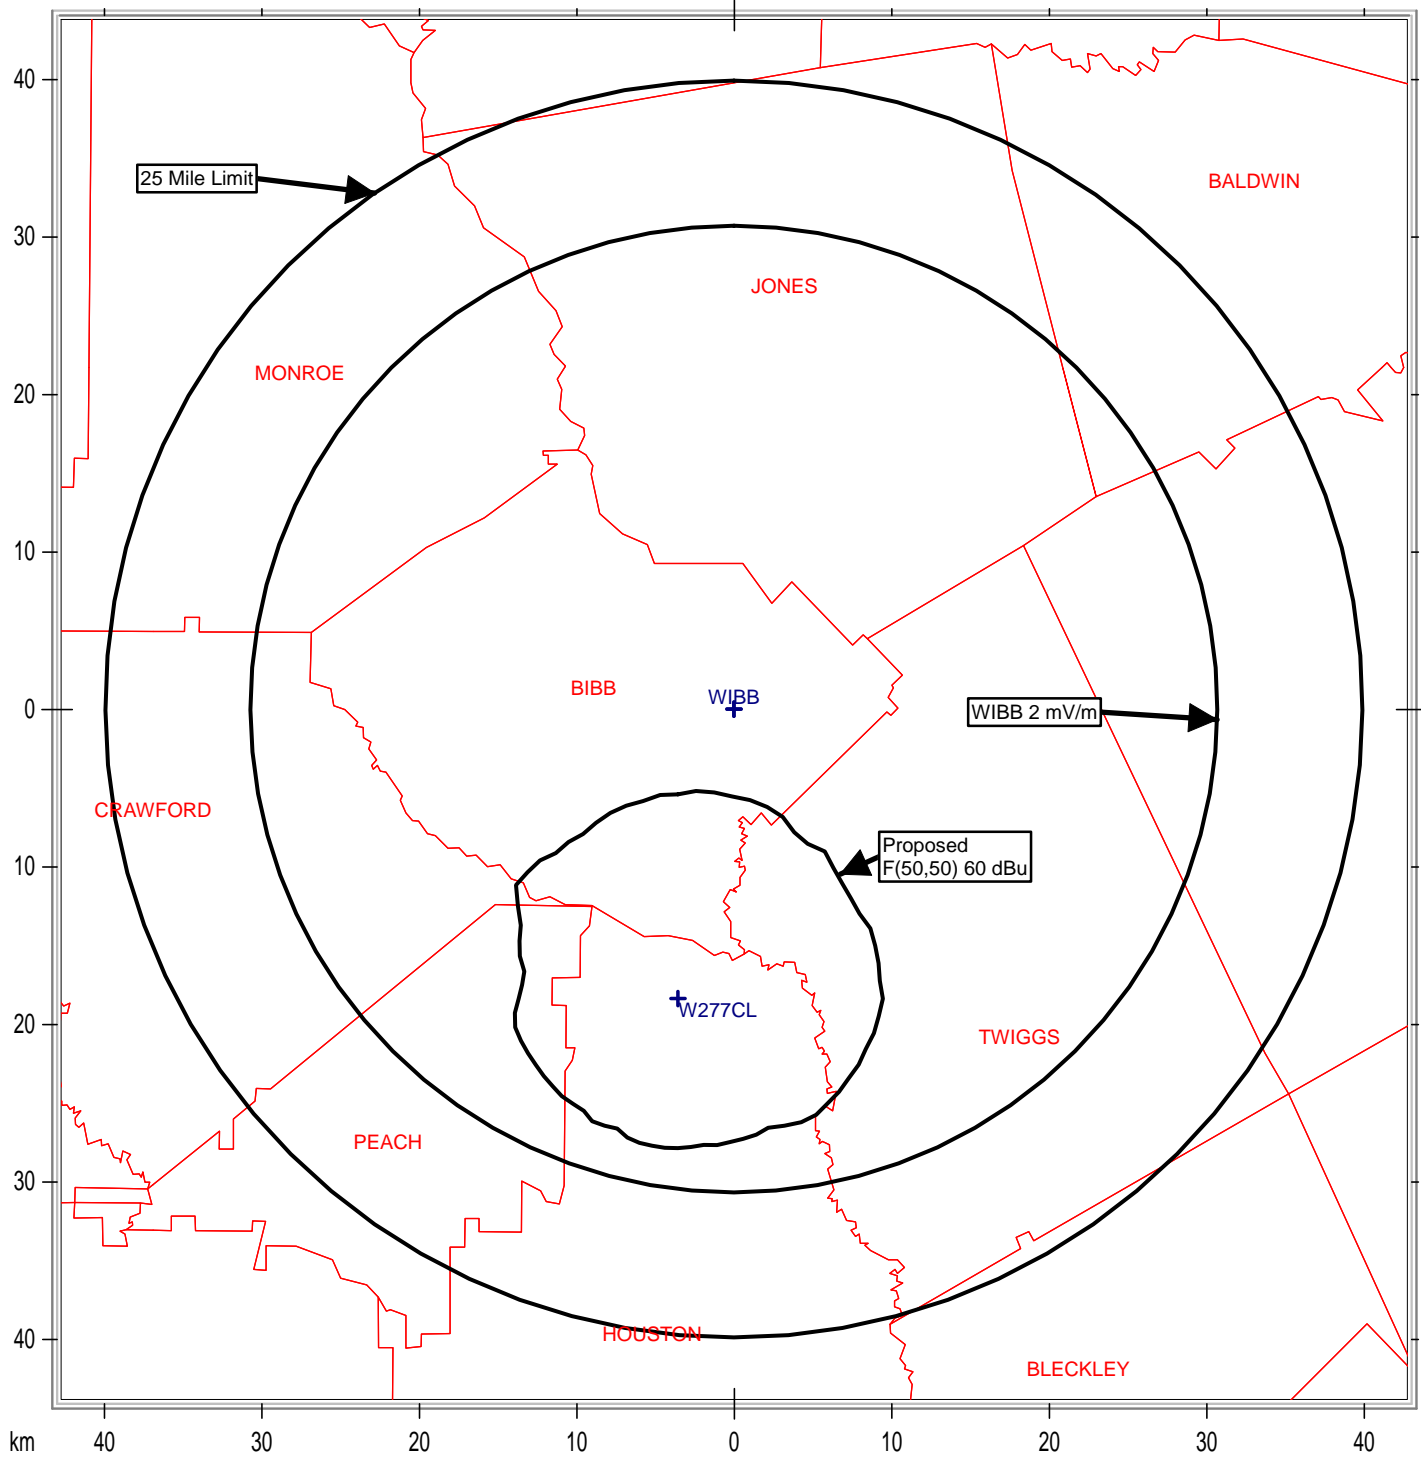 40
25 Mile Limit
BALDWIN
30
JONES
MONROE
20
10
BIBB
WIBB
0
WIBB 2 mV/m
CRAWFORD
Proposed
F(50,50) 60 dBu
10
W277CL
20
TWIGGS
PEACH
30
HOUSTON
40
BLECKLEY
km 40 30 20 10 0 10 20 30 40